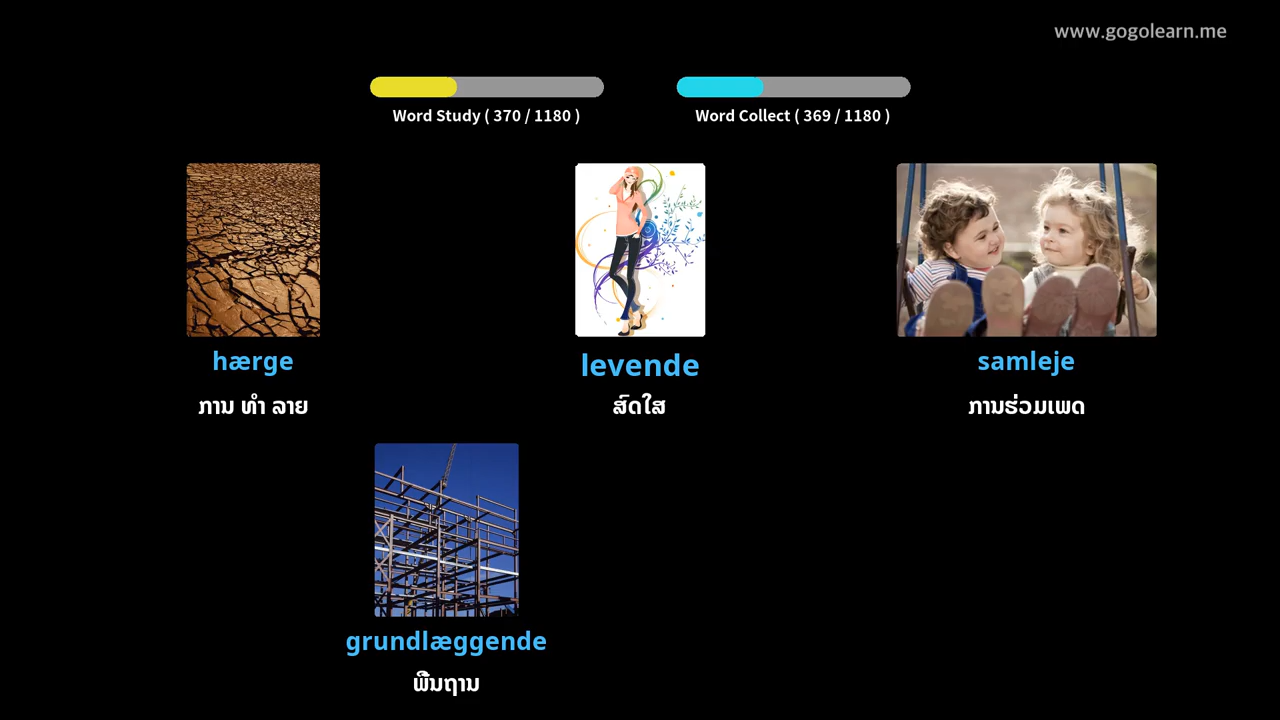 www.gogolearn.me
Word Study ( 370 / 1180 )
Word Collect ( 369 / 1180 )
hærge
ການ ທຳ ລາຍ
levende
ສົດໃສ
samleje
ການຮ່ວມເພດ
grundlæggende
ພື້ນຖານ